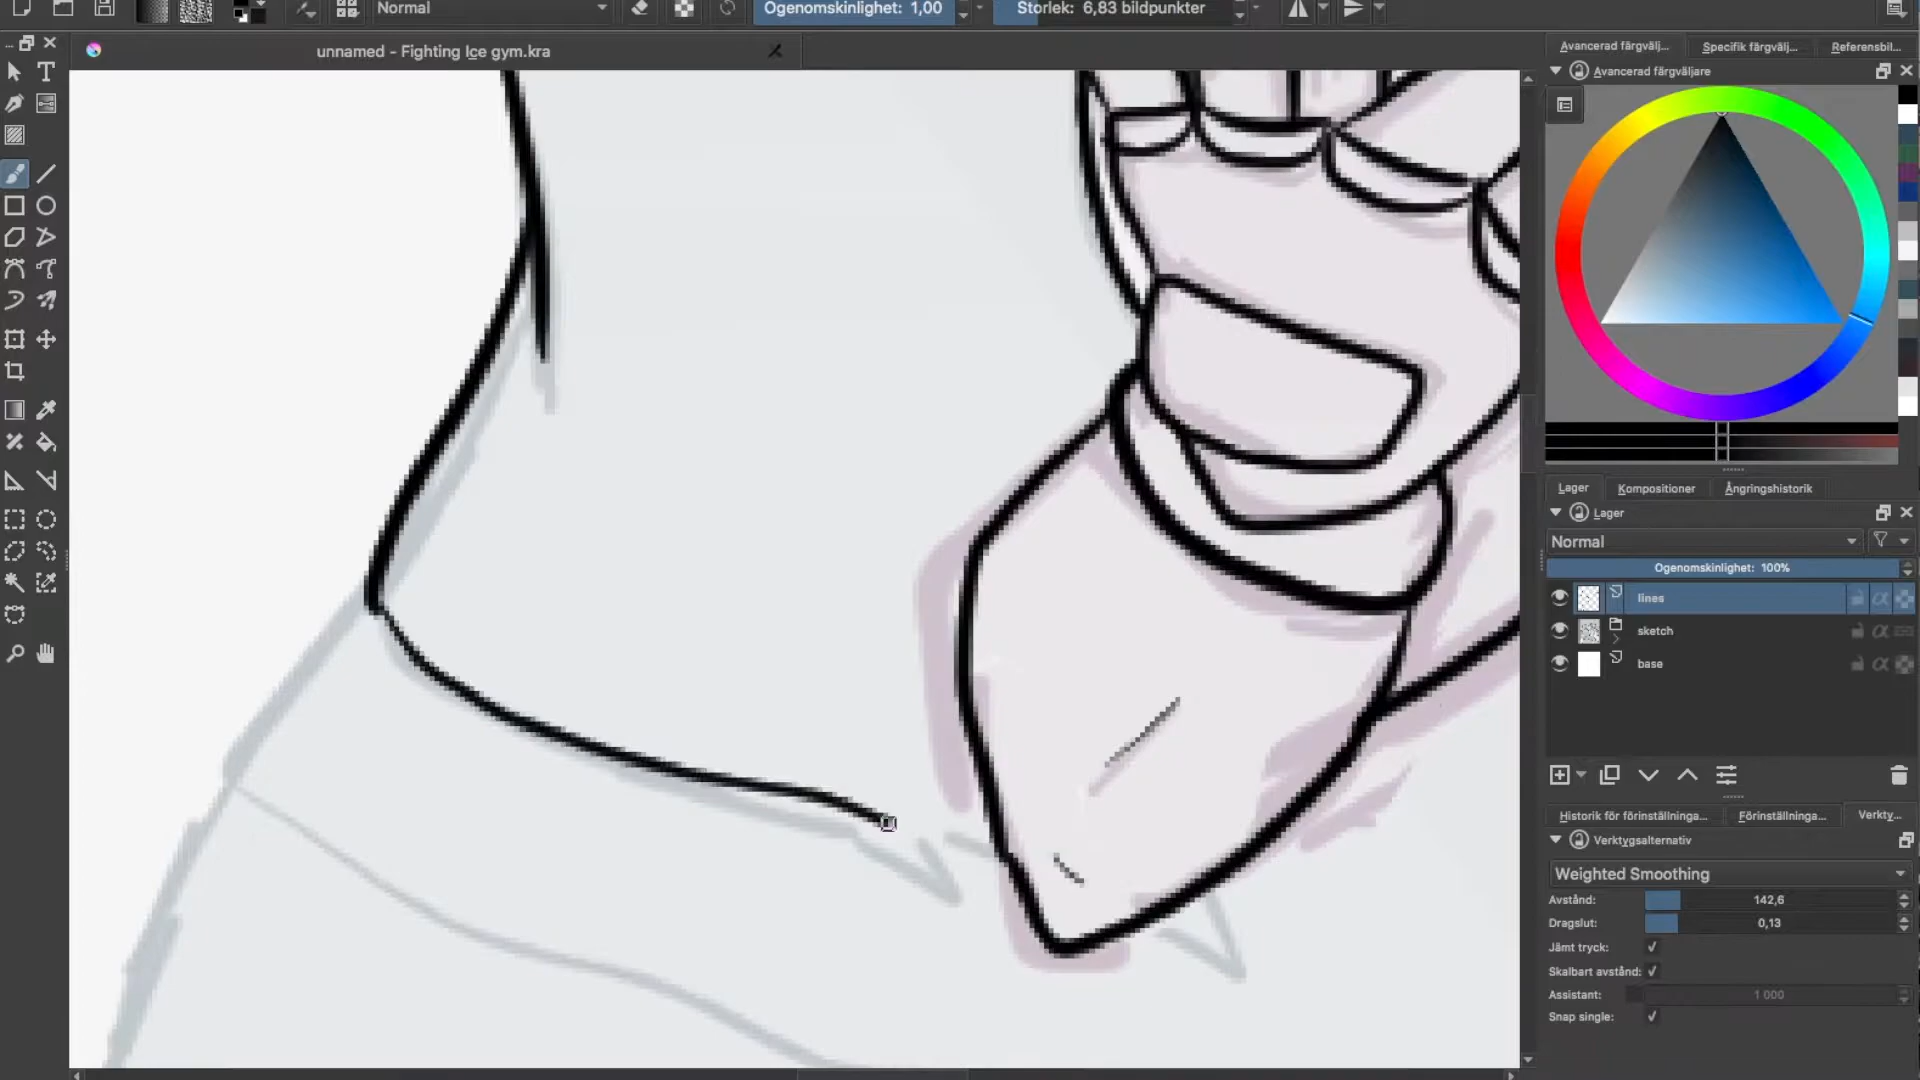 Normal
Ogenomskinlighet: 1,00
Storlek: 6,83 bildpunkter
unnamed - Fighting Ice gym.kra
Avancerad färgvälj...
Specifik färgvälj...
Referensbil...
Avancerad färgväljare
Lager
Kompositioner
Ångringshistorik
Lager
Normal
Ogenomskinlighet: 100%
lines
sketch
base
Historik för förinställninga...
Förinställninga...
Verkty...
Verktygsalternativ
Weighted Smoothing
Avstånd:
142,6
Dragslut:
0,13
Jämt tryck:
Skalbart avstånd:
Assistant:
1 000
Snap single: